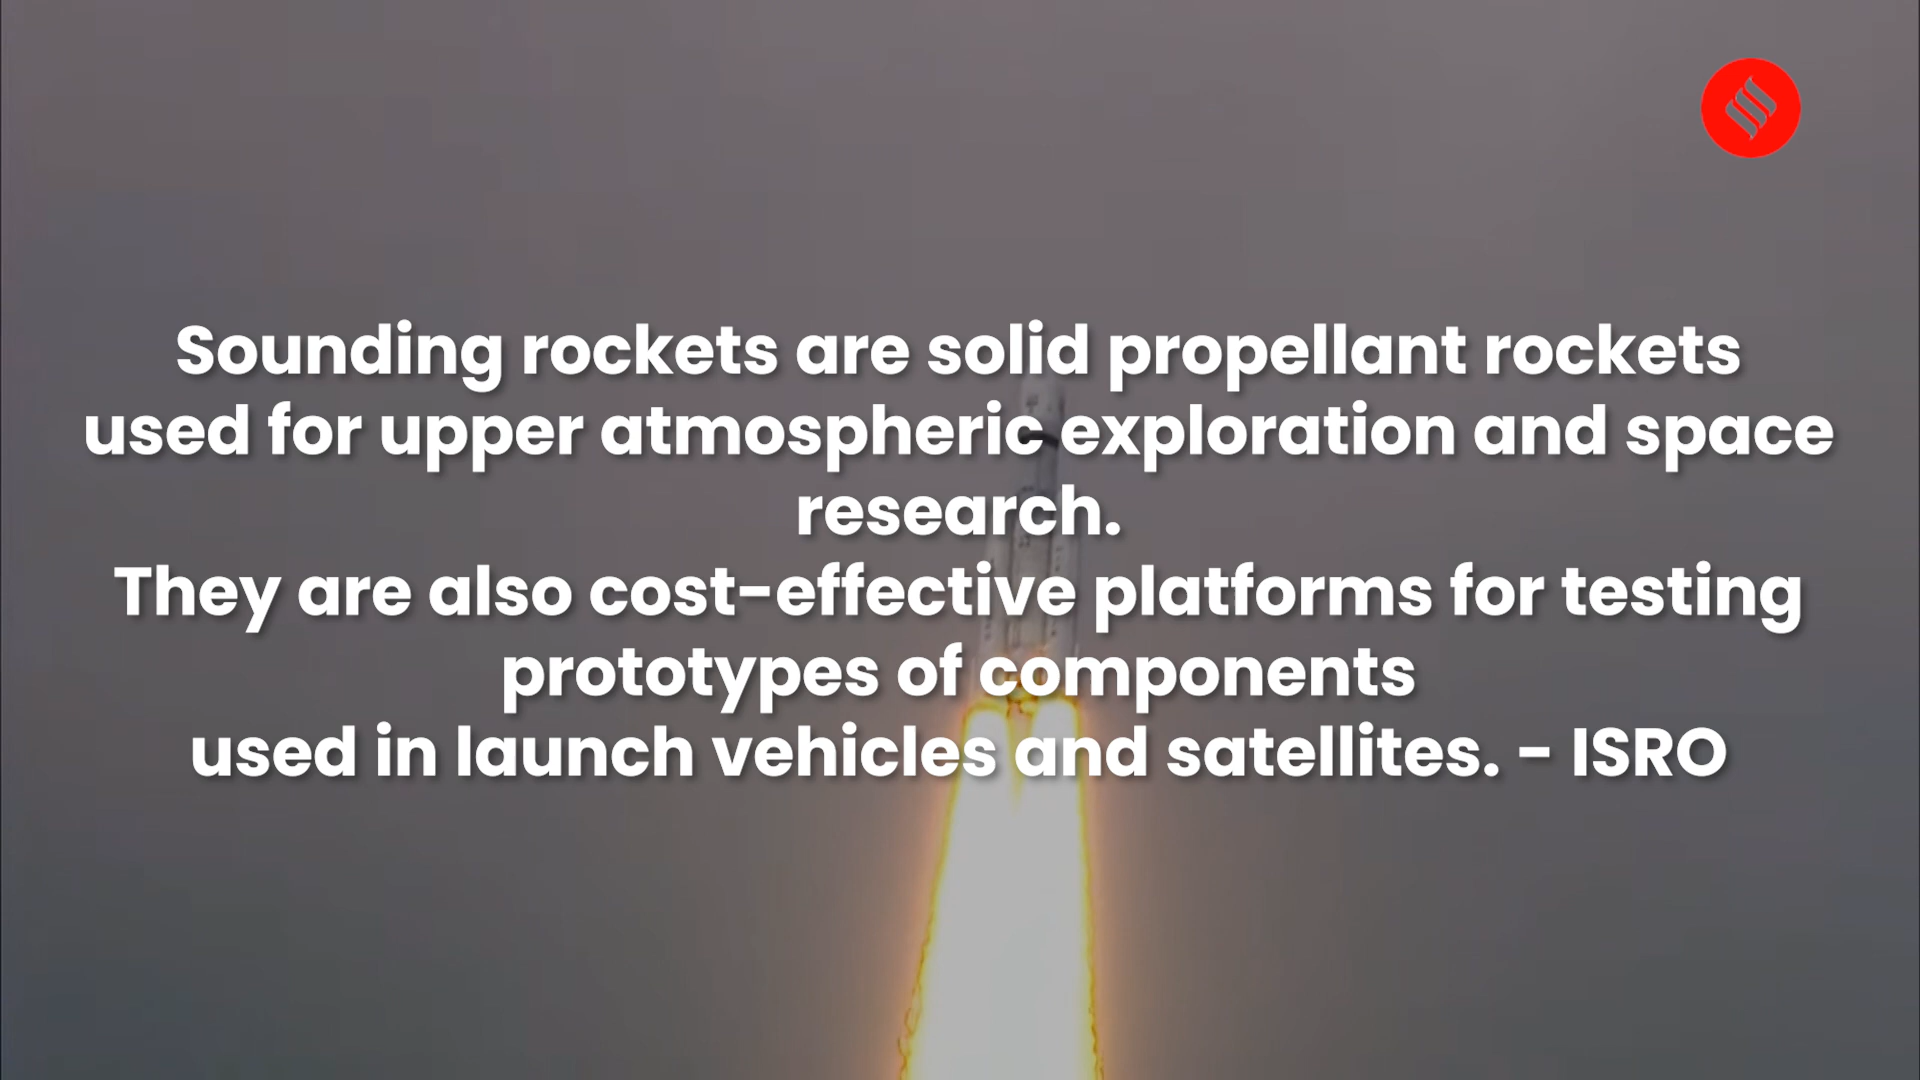 Sounding rockets are solid propellant rockets
used for upper atmospheric exploration and space
research.
They are also cost-effective platforms for testing
prototypes of components
used in launch vehicles and satellites. - ISRO